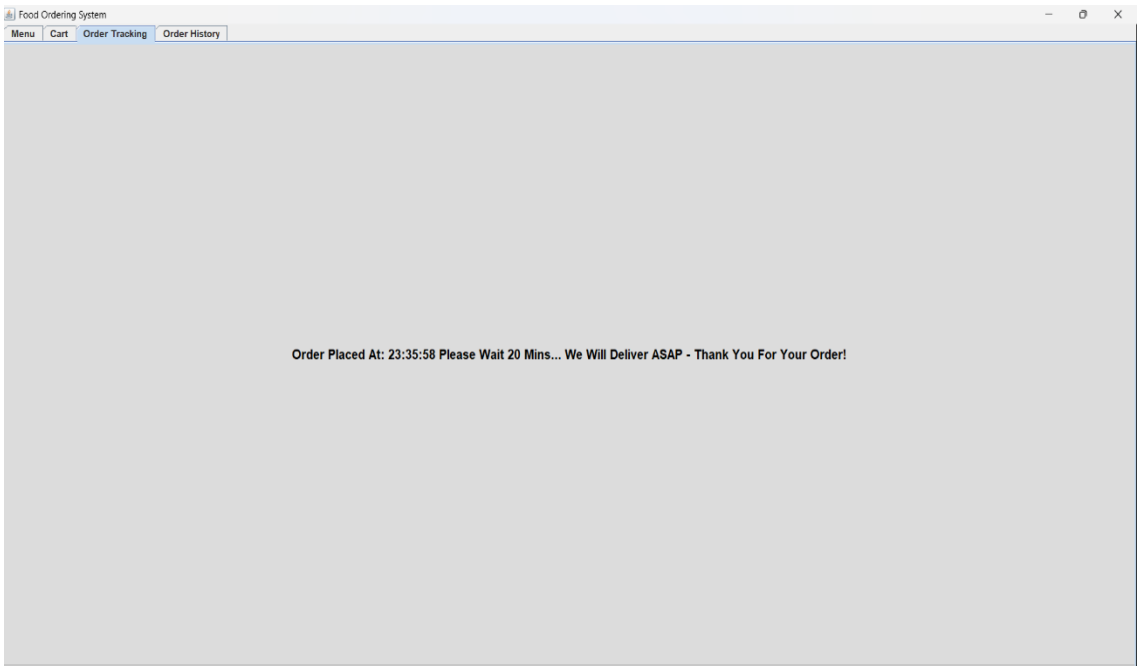 Food Ordering System
Menu Cart Order Tracking Order History
Order Placed At: 23:35:58 Please Wait 20 Mins... We Will Deliver ASAP - Thank You For Your Order!